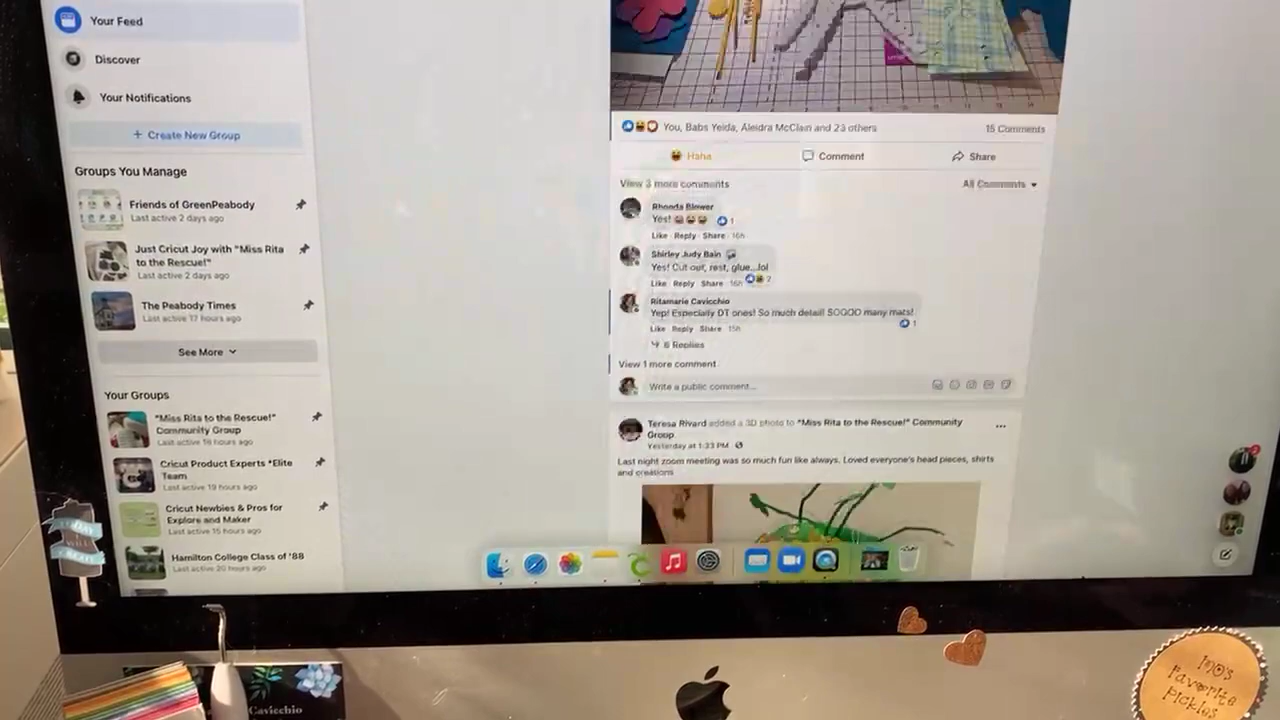 Your Feed
Discover
Your Notifications
+ Create New Group
Groups You Manage
Friends of GreenPeabody
Last active 2 days ago
Just Cricut Joy with "Miss Rita
to the Rescue!"
Last active 2 days ago
The Peabody Times
Last active 17 hours ago
See More
Your Groups
"Miss Rita to the Rescue!"
Community Group
Last active 19 hours ago
Cricut Product Experts *Elite
Team
Last active 19 hours ago
Cricut Newbies & Pros for
Explore and Maker
Last active 15 hours ago
Hamilton College Class of '88
Last active 20 hours ago
You, Babs Yeida, Aleidra McClain and 23 others
15 Comments
Haha
Comment
Share
View 3 more comments
All Comments
Rhonda Blower
Yes!
1
Like Reply Share 16h
Shirley Judy Bain
Yes! Cut out, rest, glue...lol
2
Like Reply Share 16h
Ritamarie Cavicchio
Yep! Especially DT ones! So much detail! SOOOO many mats!
1
Like Reply Share 15h
6 Replies
View 1 more comment
Write a public comment...
Teresa Rivard added a 3D photo to "Miss Rita to the Rescue!" Community
Group
Yesterday at 1:33 PM
Last night zoom meeting was so much fun like always. Loved everyone's head pieces, shirts
and creations
Cavicchio
Favorite
Pickles